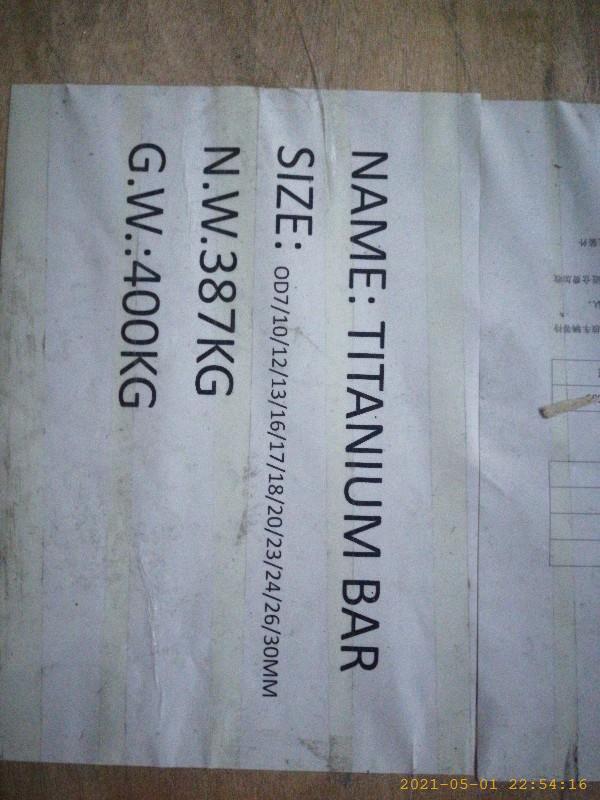 NAME: TITANIUM BAR
SIZE: OD7/10/12/13/16/17/18/20/23/24/26/30MM
N.W.387KG
G.W.:400KG
2021-05-01 22:54:16